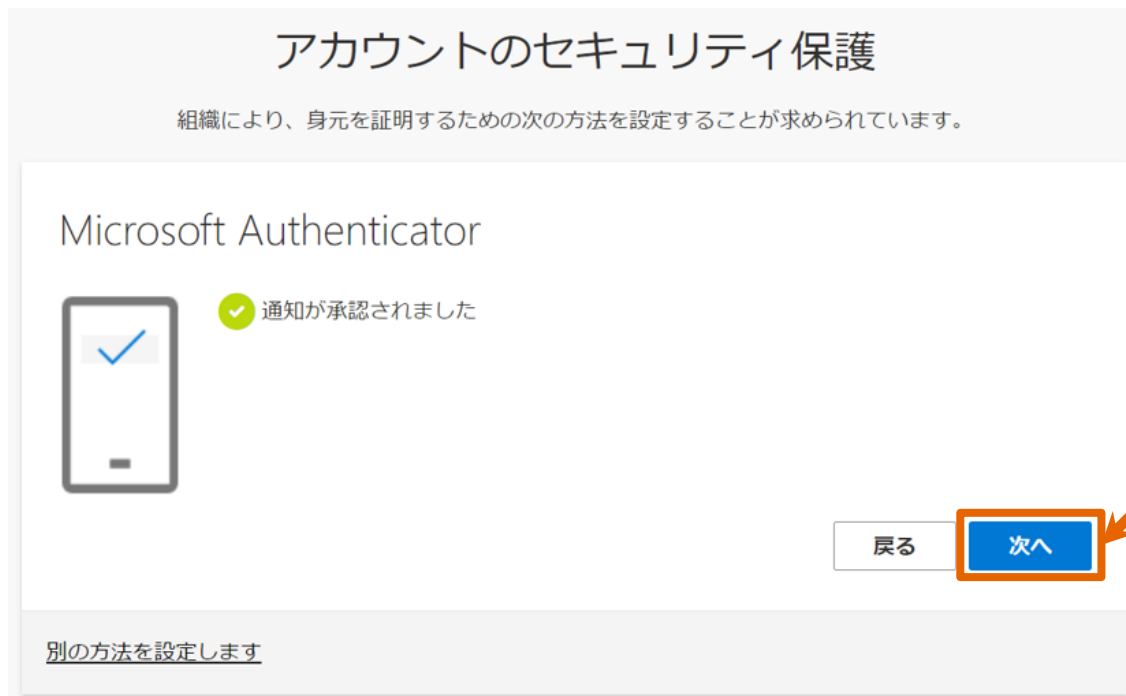 アカウントのセキュリティ保護
組織により、身元を証明するための次の方法を設定することが求められています。
Microsoft Authenticator
通知が承認されました
戻る
次へ
別の方法を設定します